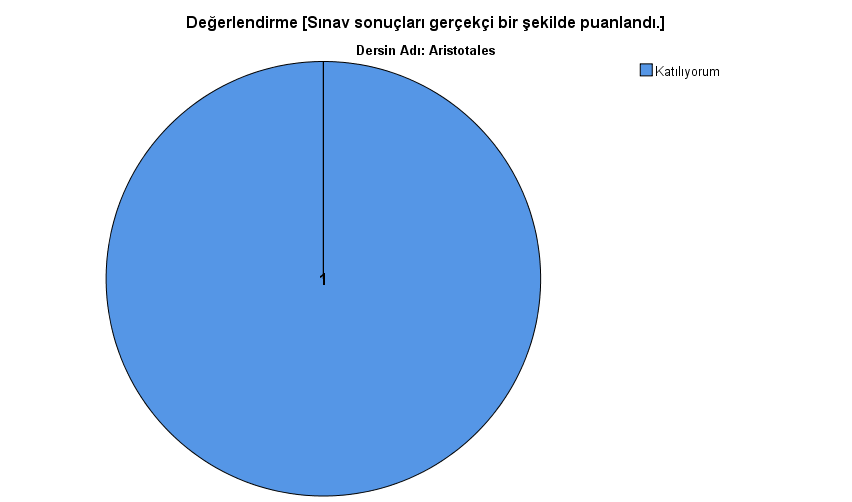 Değerlendirme [Sınav sonuçları gerçekçi bir şekilde puanlandı.]
Dersin Adı: Aristotales
Katılıyorum
1